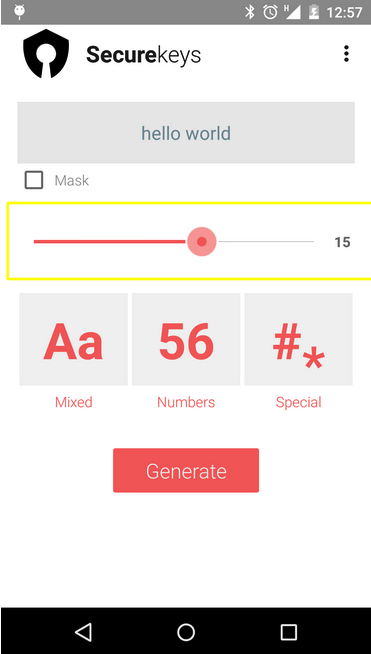 H 12:57
Securekeys
hello world
Mask
15
Aa 56 #*
Mixed Numbers Special
Generate